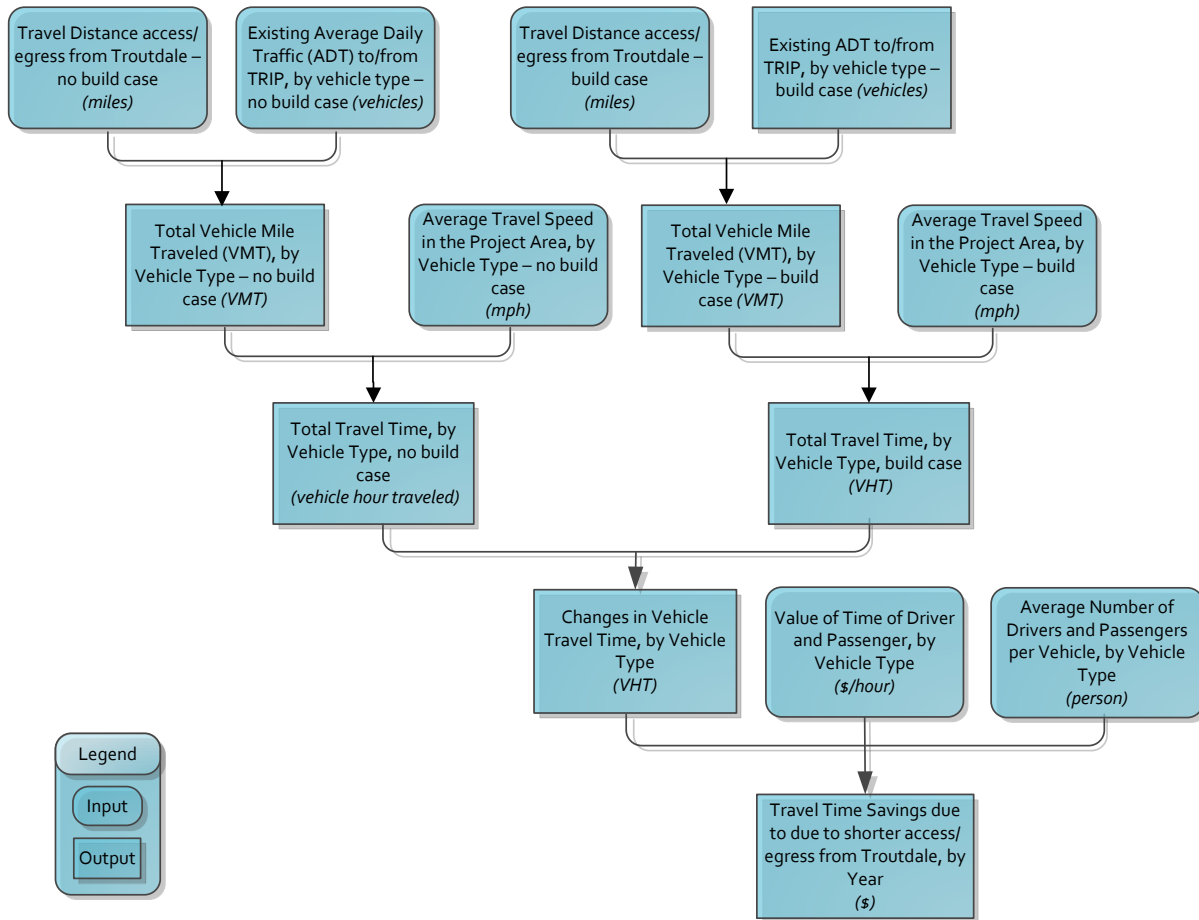 Travel Distance access/
egress from Troutdale –
no build case
(miles)
Existing Average Daily
Traffic (ADT) to/from
TRIP, by vehicle type –
no build case (vehicles)
Travel Distance access/
egress from Troutdale –
build case
(miles)
Existing ADT to/from
TRIP, by vehicle type –
build case (vehicles)
Total Vehicle Mile
Traveled (VMT), by
Vehicle Type – no build
case (VMT)
Average Travel Speed
in the Project Area, by
Vehicle Type – no build
case
(mph)
Total Vehicle Mile
Traveled (VMT), by
Vehicle Type – build
case (VMT)
Average Travel Speed
in the Project Area, by
Vehicle Type – build
case
(mph)
Total Travel Time, by
Vehicle Type, no build
case
(vehicle hour traveled)
Total Travel Time, by
Vehicle Type, build case
(VHT)
Changes in Vehicle
Travel Time, by Vehicle
Type
(VHT)
Value of Time of Driver
and Passenger, by
Vehicle Type
($/hour)
Average Number of
Drivers and Passengers
per Vehicle, by Vehicle
Type
(person)
Legend
Input
Output
Travel Time Savings due
to due to shorter access/
egress from Troutdale, by
Year
($)